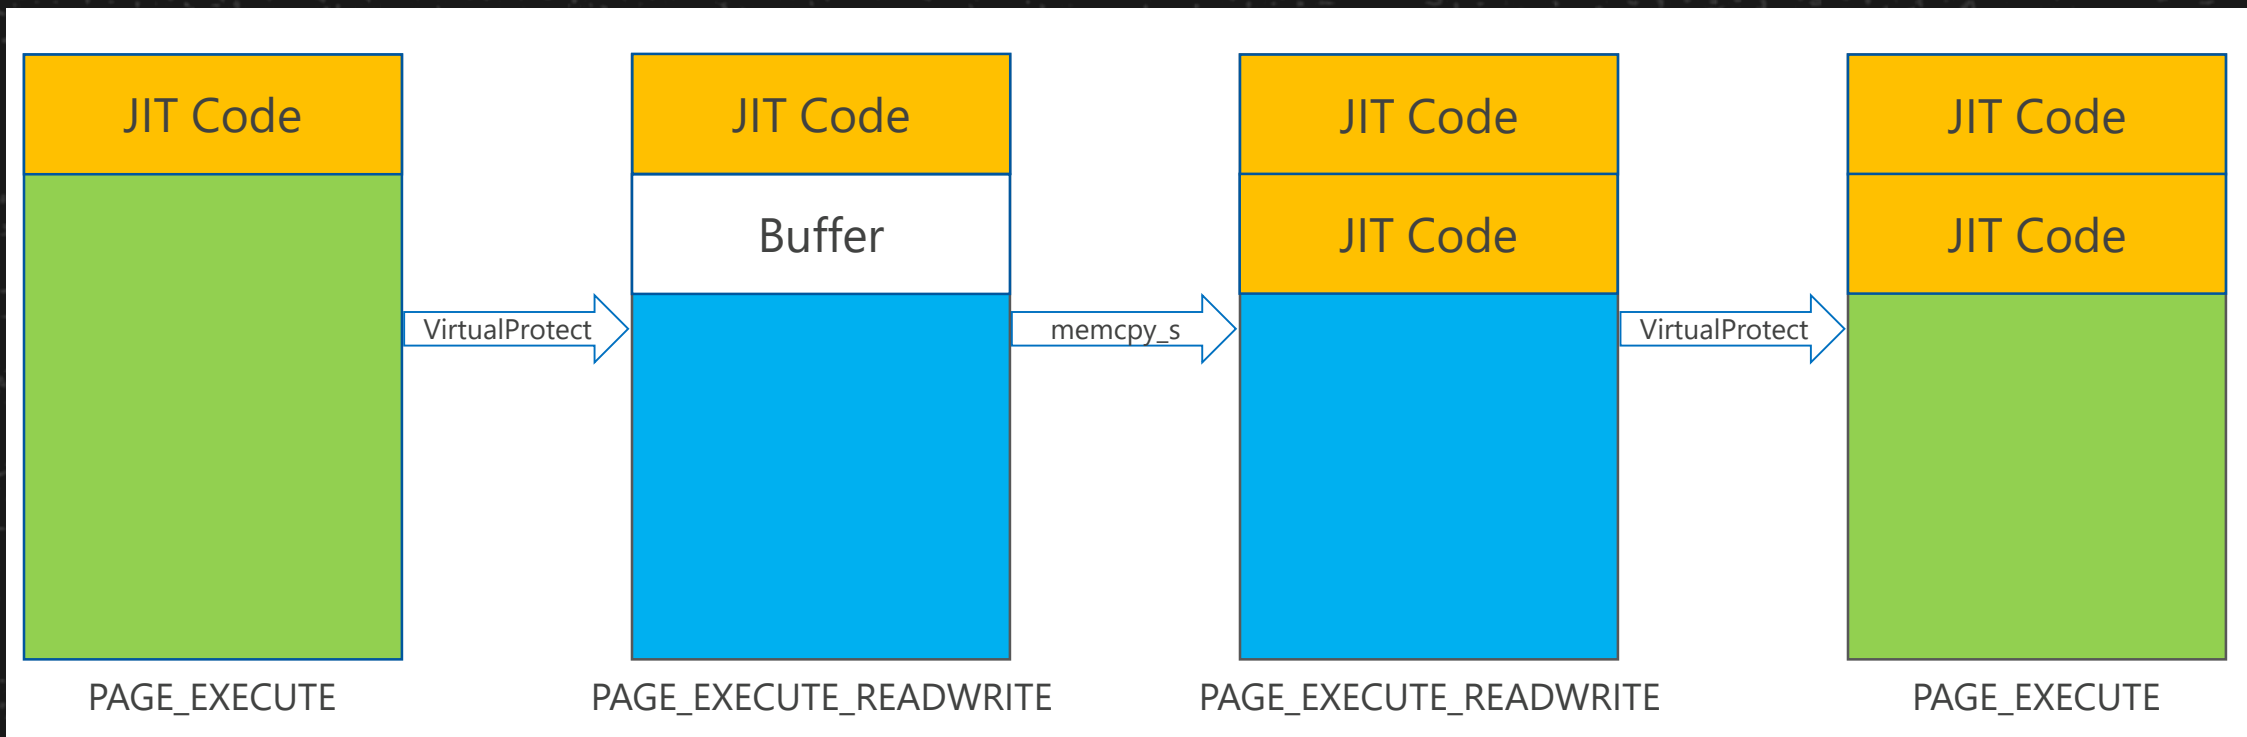 JIT Code
JIT Code
Buffer
JIT Code
JIT Code
JIT Code
JIT Code
VirtualProtect
memcpy_s
VirtualProtect
PAGE_EXECUTE
PAGE_EXECUTE_READWRITE
PAGE_EXECUTE_READWRITE
PAGE_EXECUTE